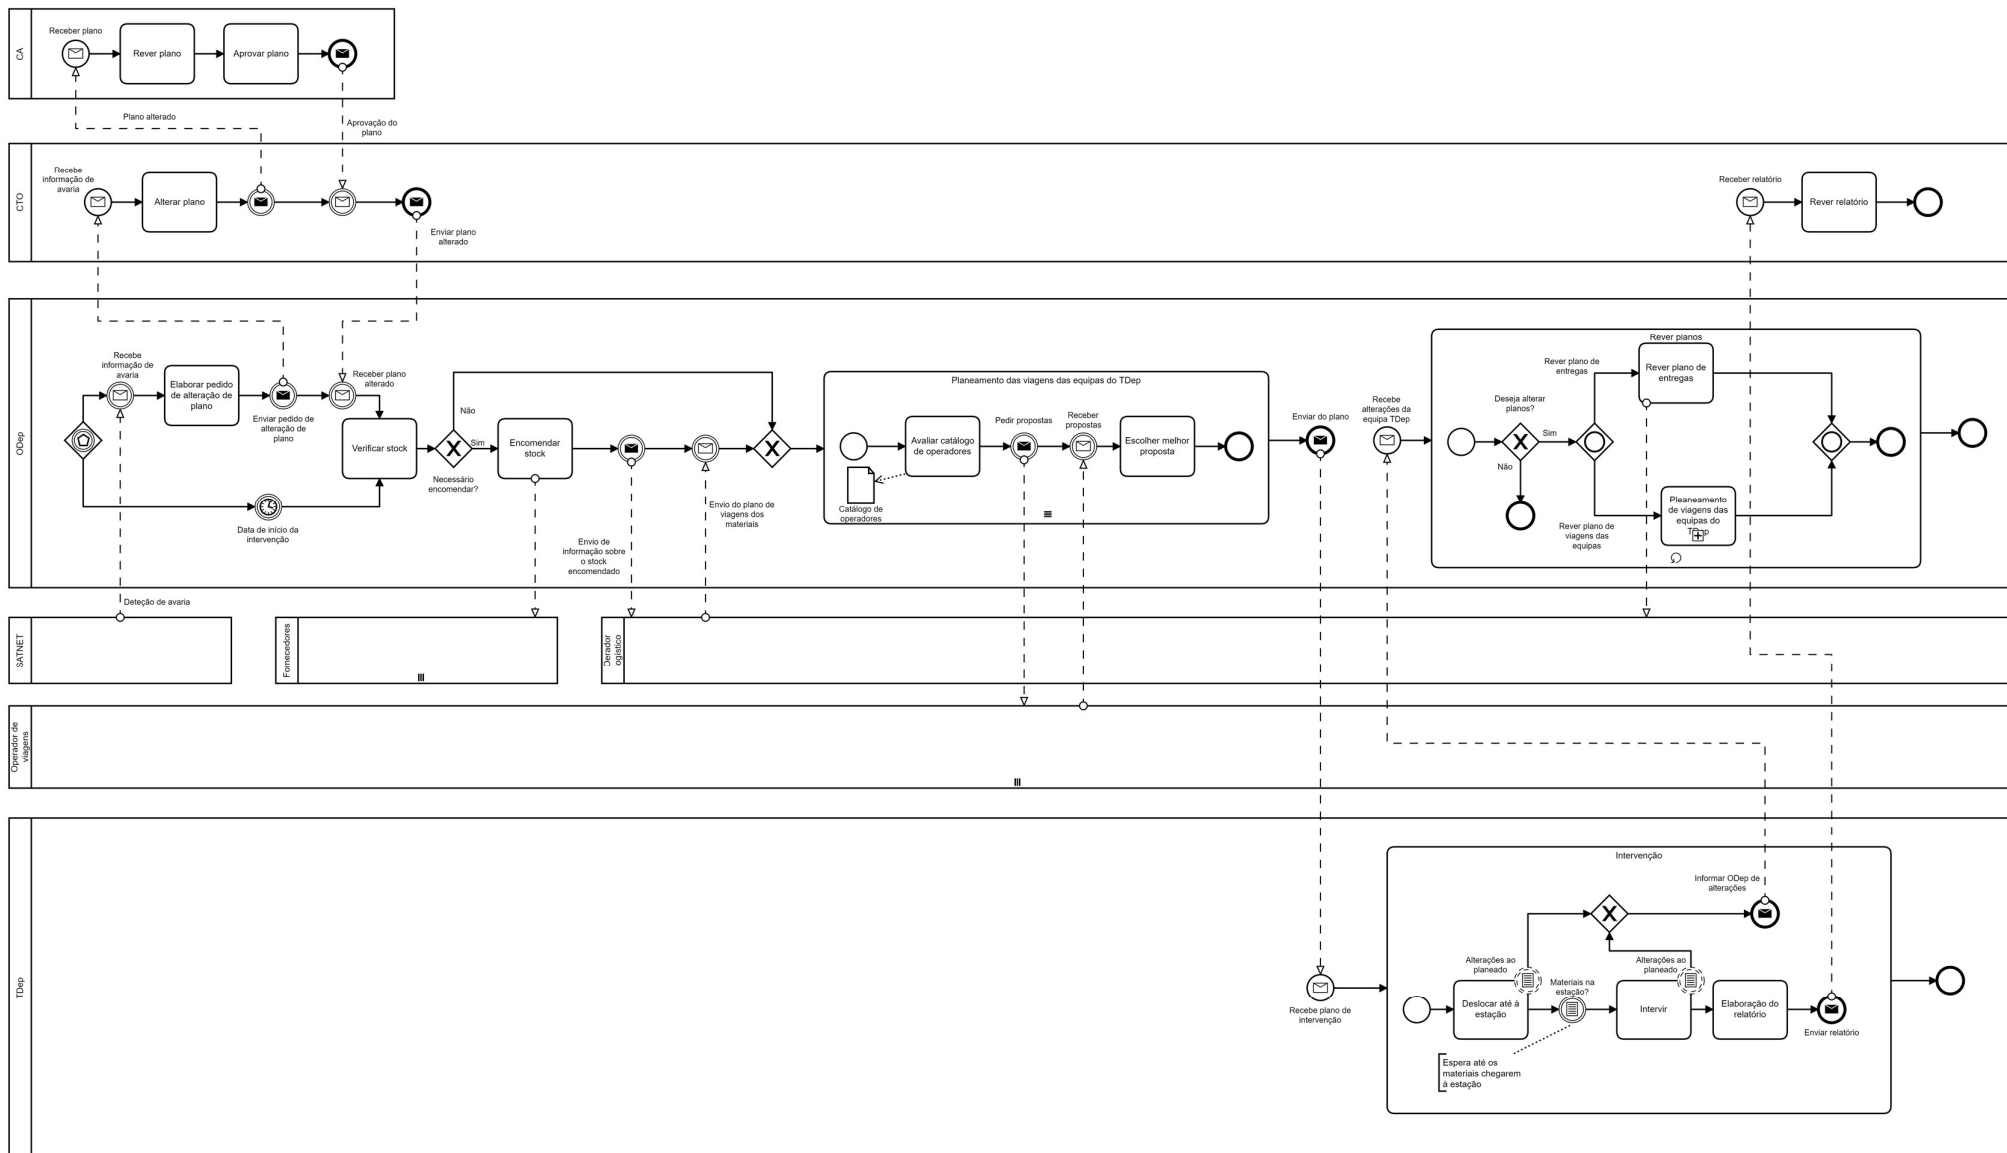 CA
Receber plano
Rever plano
Aprovar plano
Plano alterado
Aprovação do
plano
CTO
Recebe
informação de
avaria
Alterar plano
Enviar plano
alterado
Receber relatório
Rever relatório
ODep
Recebe
informação de
avaria
Elaborar pedido
de alteração de
plano
Enviar pedido de
alteração de
plano
Receber plano
alterado
Verificar stock
Data de início da
intervenção
Não
Sim
Necessário
encomendar?
Encomendar
stock
Envio de
informação sobre
o stock
encomendado
Envio do plano de
viagens dos
materiais
Planeamento das viagens das equipas do TDep
Catálogo de
operadores
Avaliar catálogo
de operadores
Pedir propostas
Receber
propostas
Escolher melhor
proposta
Enviar do plano
Recebe
alterações da
equipa TDep
Rever planos
Deseja alterar
planos?
Sim
Não
Rever plano de
entregas
Rever plano de
entregas
Rever plano de
viagens das
equipas
Pleaneamento
de viagens das
equipas do
Deteção de avaria
SATNET
Fornecedores
ogístico
Operador de
viagens
TDep
Recebe plano de
intervenção
Intervenção
Informar ODep de
alterações
Alterações ao
planeado
Deslocar até à
estação
Materiais na
estação?
Alterações ao
planeado
Intervir
Elaboração do
relatório
Enviar relatório
Espera até os
materiais chegarem
à estação